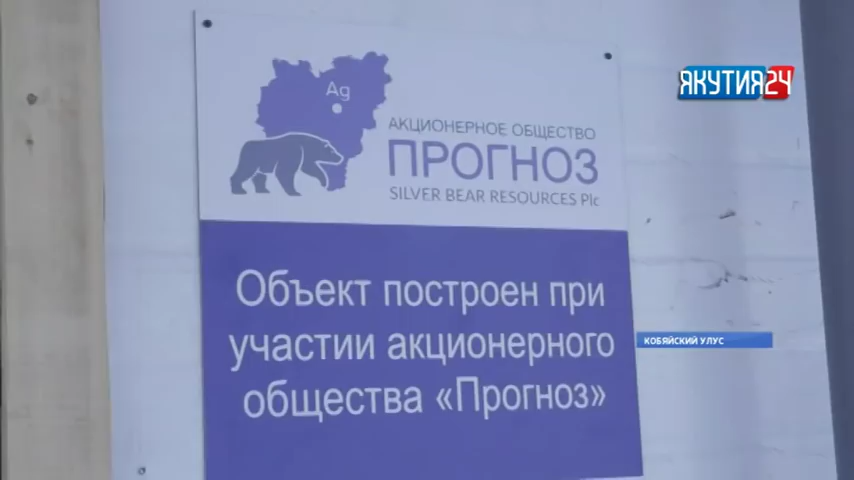 ЯКУТИЯ24
Ag
АКЦИОНЕРНОЕ ОБЩЕСТВО
ПРОГНОЗ
SILVER BEAR RESOURCES Plc
Объект построен при
участии акционерного
общества «Прогноз»
КОБЯЙСКИЙ УЛУС